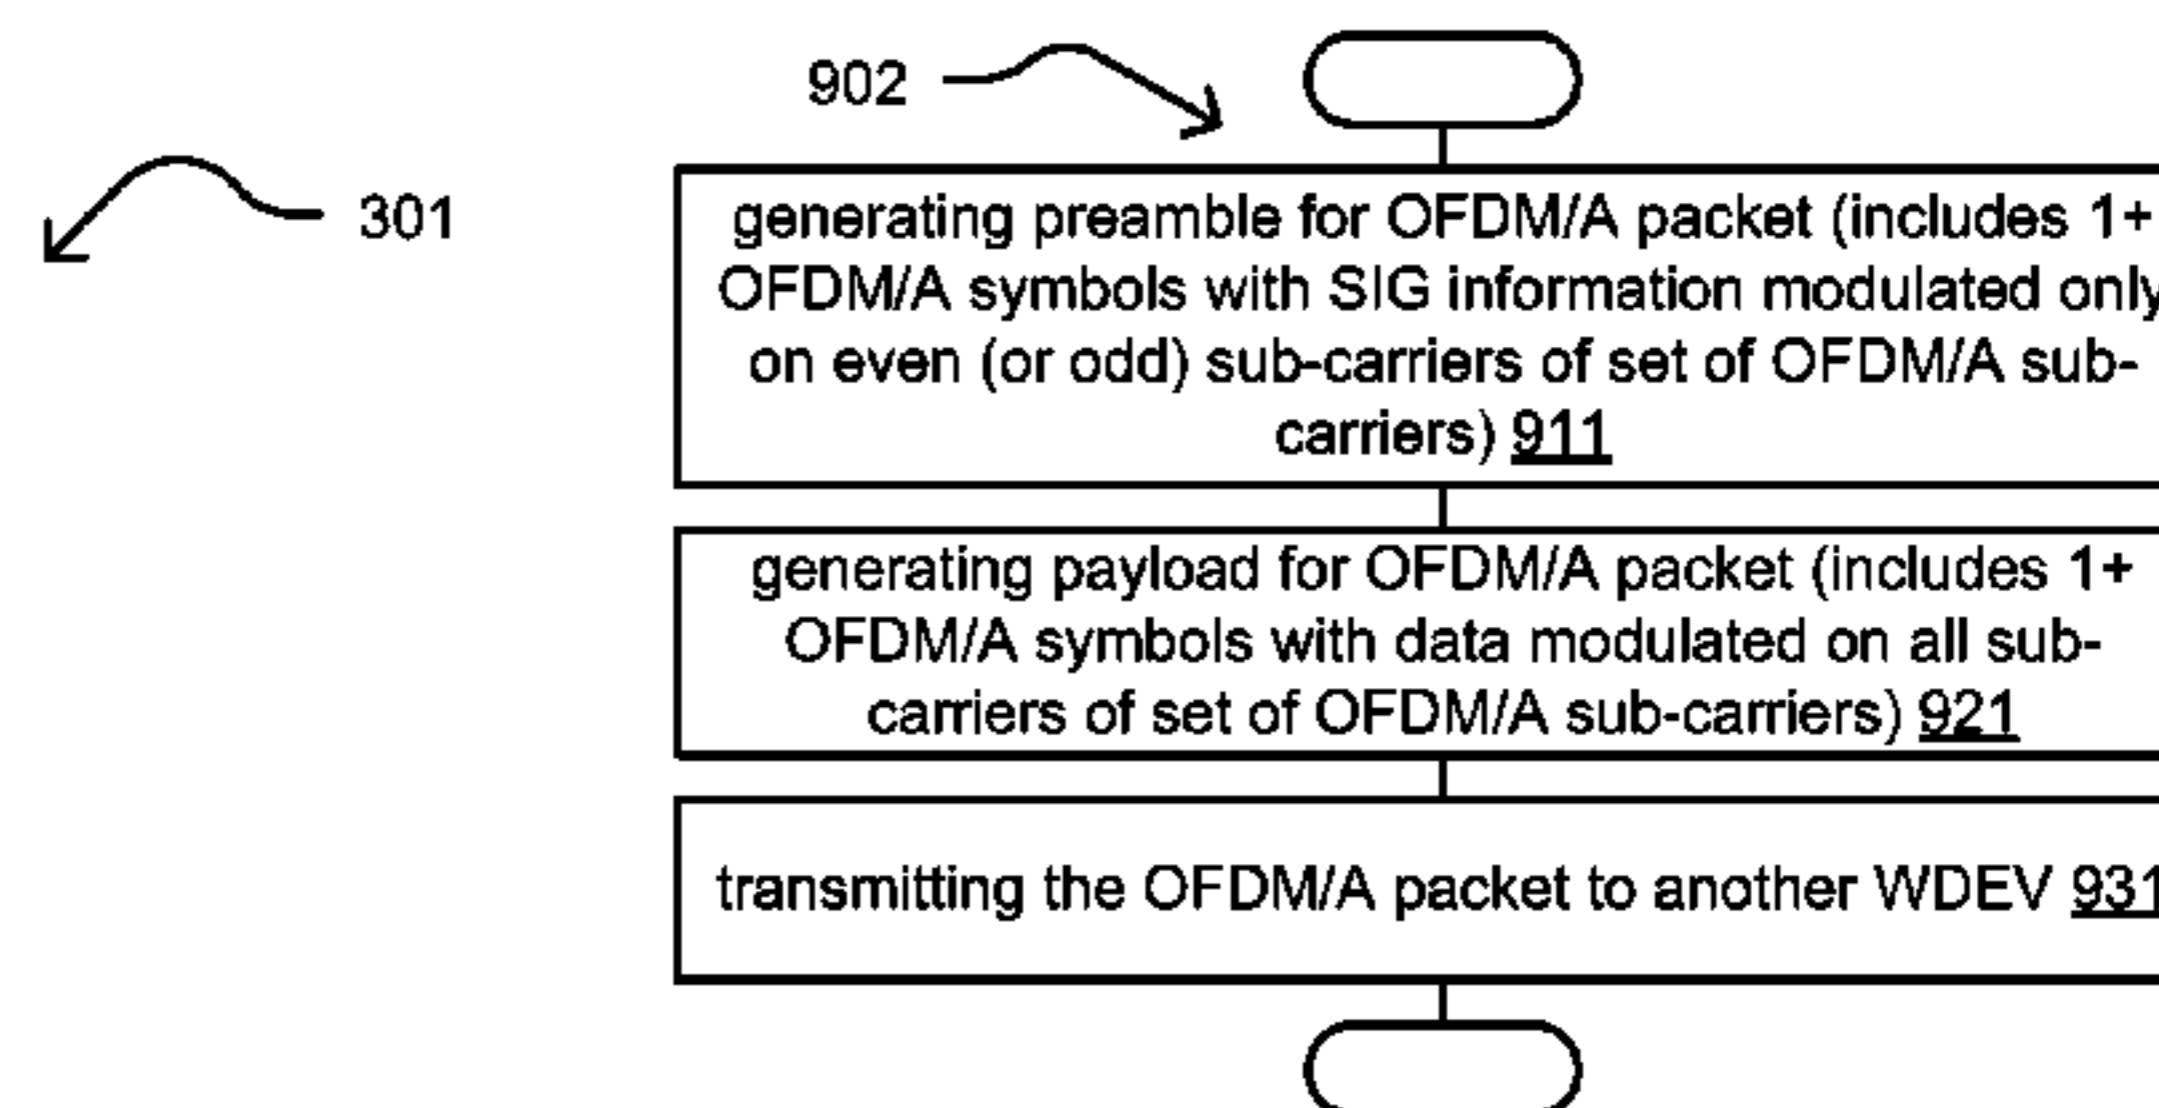 902
301
generating preamble for OFDM/A packet (includes 1+
OFDM/A symbols with SIG information modulated only
on even (or odd) sub-carriers of set of OFDM/A sub-
carriers) 911
generating payload for OFDM/A packet (includes 1+
OFDM/A symbols with data modulated on all sub-
carriers of set of OFDM/A sub-carriers) 921
transmitting the OFDM/A packet to another WDEV 931